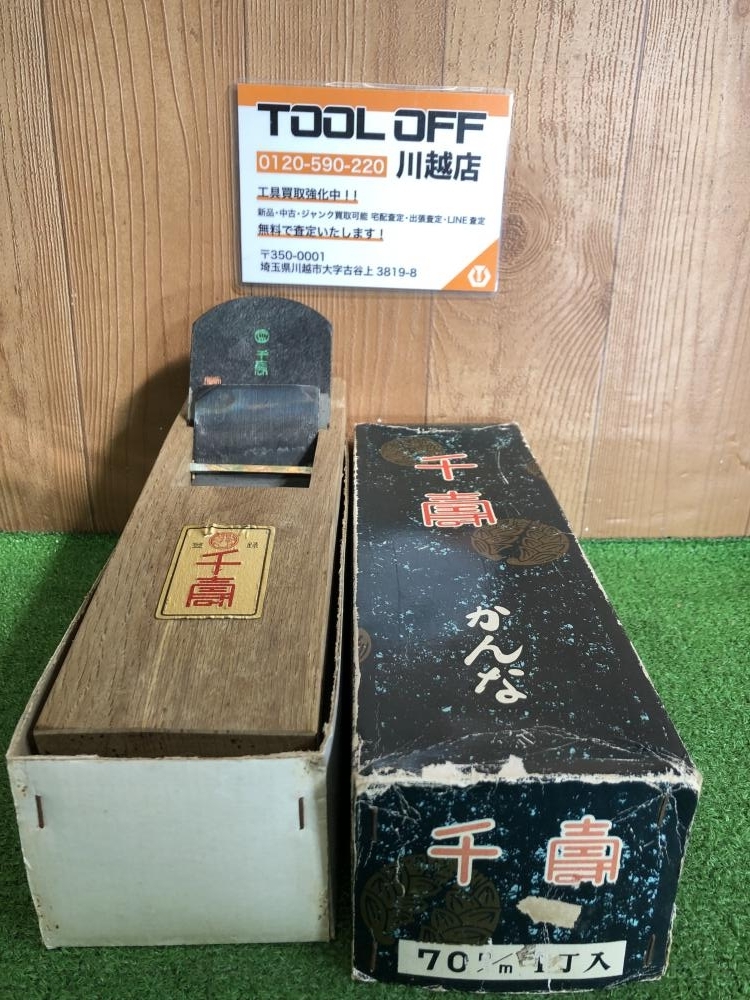 TOOL OFF
0120-590-220 川越店
工具買取強化中!!
新品・中古・ジャンク買取可能 宅配査定・出張査定・LINE査定
無料で査定いたします!
〒350-0001
埼玉県川越市大字古谷上 3819-8
千壽
登録
千壽
千壽
かんな
千壽
70m/m 1丁入